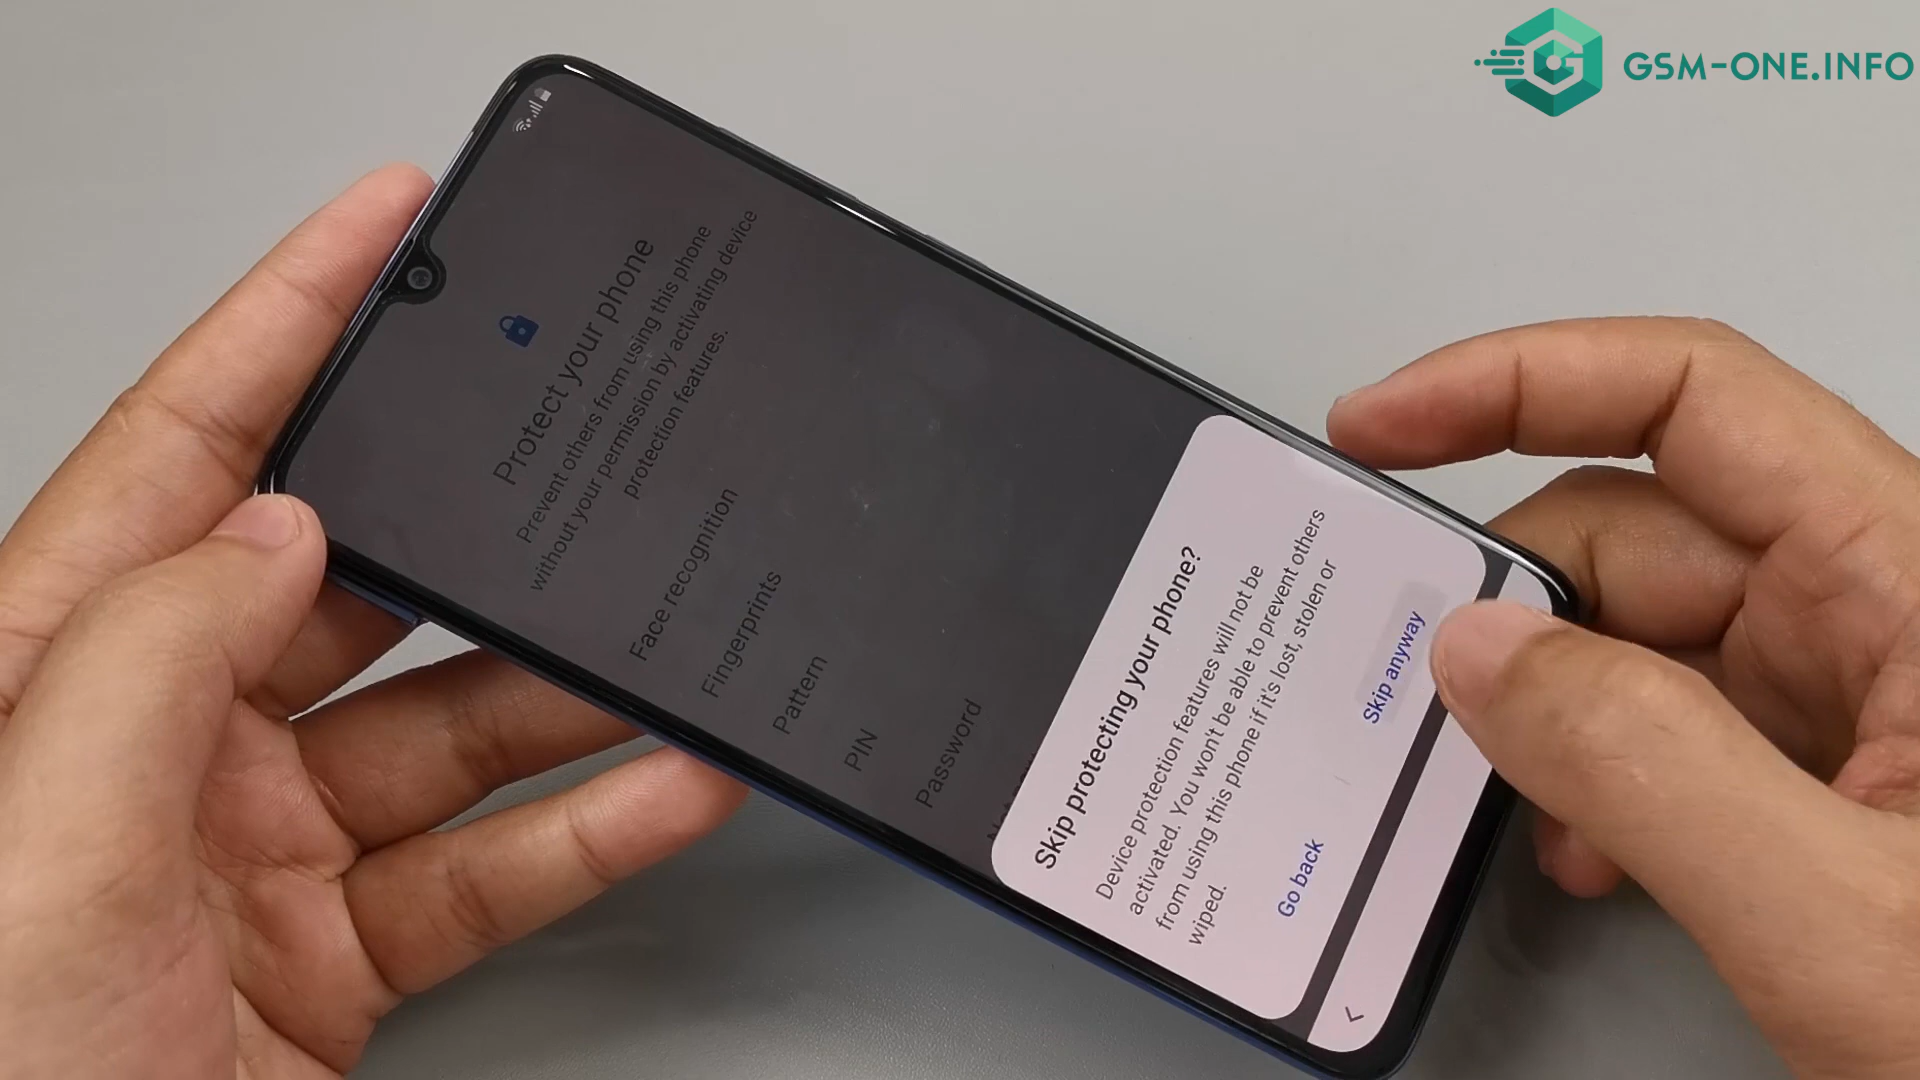 GSM-ONE.INFO
Protect your phone
Prevent others from using this phone
without your permission by activating device
protection features.
Face recognition
Fingerprints
Pattern
PIN
Password
Skip protecting your phone?
Device protection features will not be
activated. You won't be able to prevent others
from using this phone if it's lost, stolen or
wiped.
Go back
Skip anyway